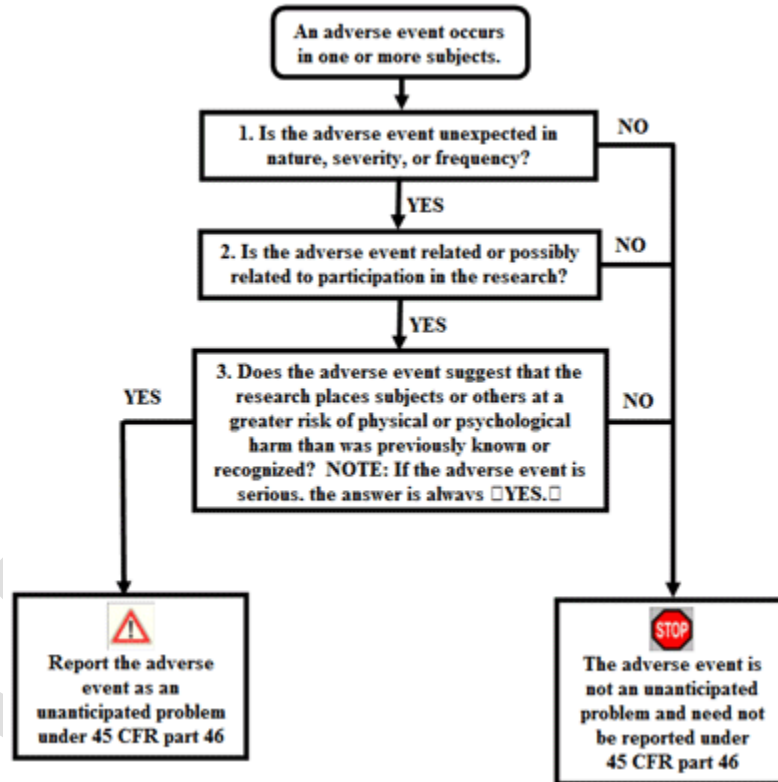 An adverse event occurs
in one or more subjects.
1. Is the adverse event unexpected in
nature, severity, or frequency?
NO
YES
2. Is the adverse event related or possibly
related to participation in the research?
NO
YES
3. Does the adverse event suggest that the
research places subjects or others at a
greater risk of physical or psychological
harm than was previously known or
recognized? NOTE: If the adverse event is
serious, the answer is always □YES.□
YES
NO
Report the adverse
event as an
unanticipated problem
under 45 CFR part 46
STOP
The adverse event is
not an unanticipated
problem and need not
be reported under
45 CFR part 46